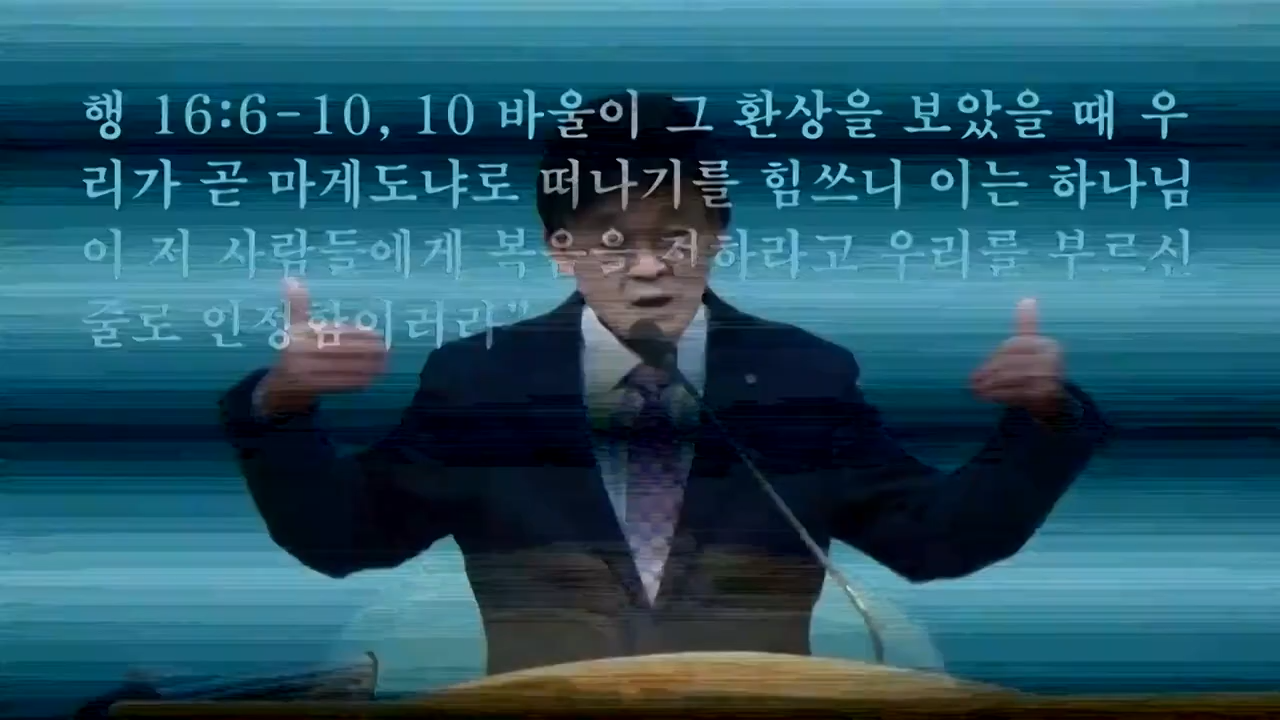 행 16:6-10, 10 바울이 그 환상을 보았을 때 우
리가 곧 마게도냐로 떠나기를 힘쓰니 이는 하나님
이 저 사람들에게 복음을 전하라고 우리를 부르신
줄로 인정함이러라”